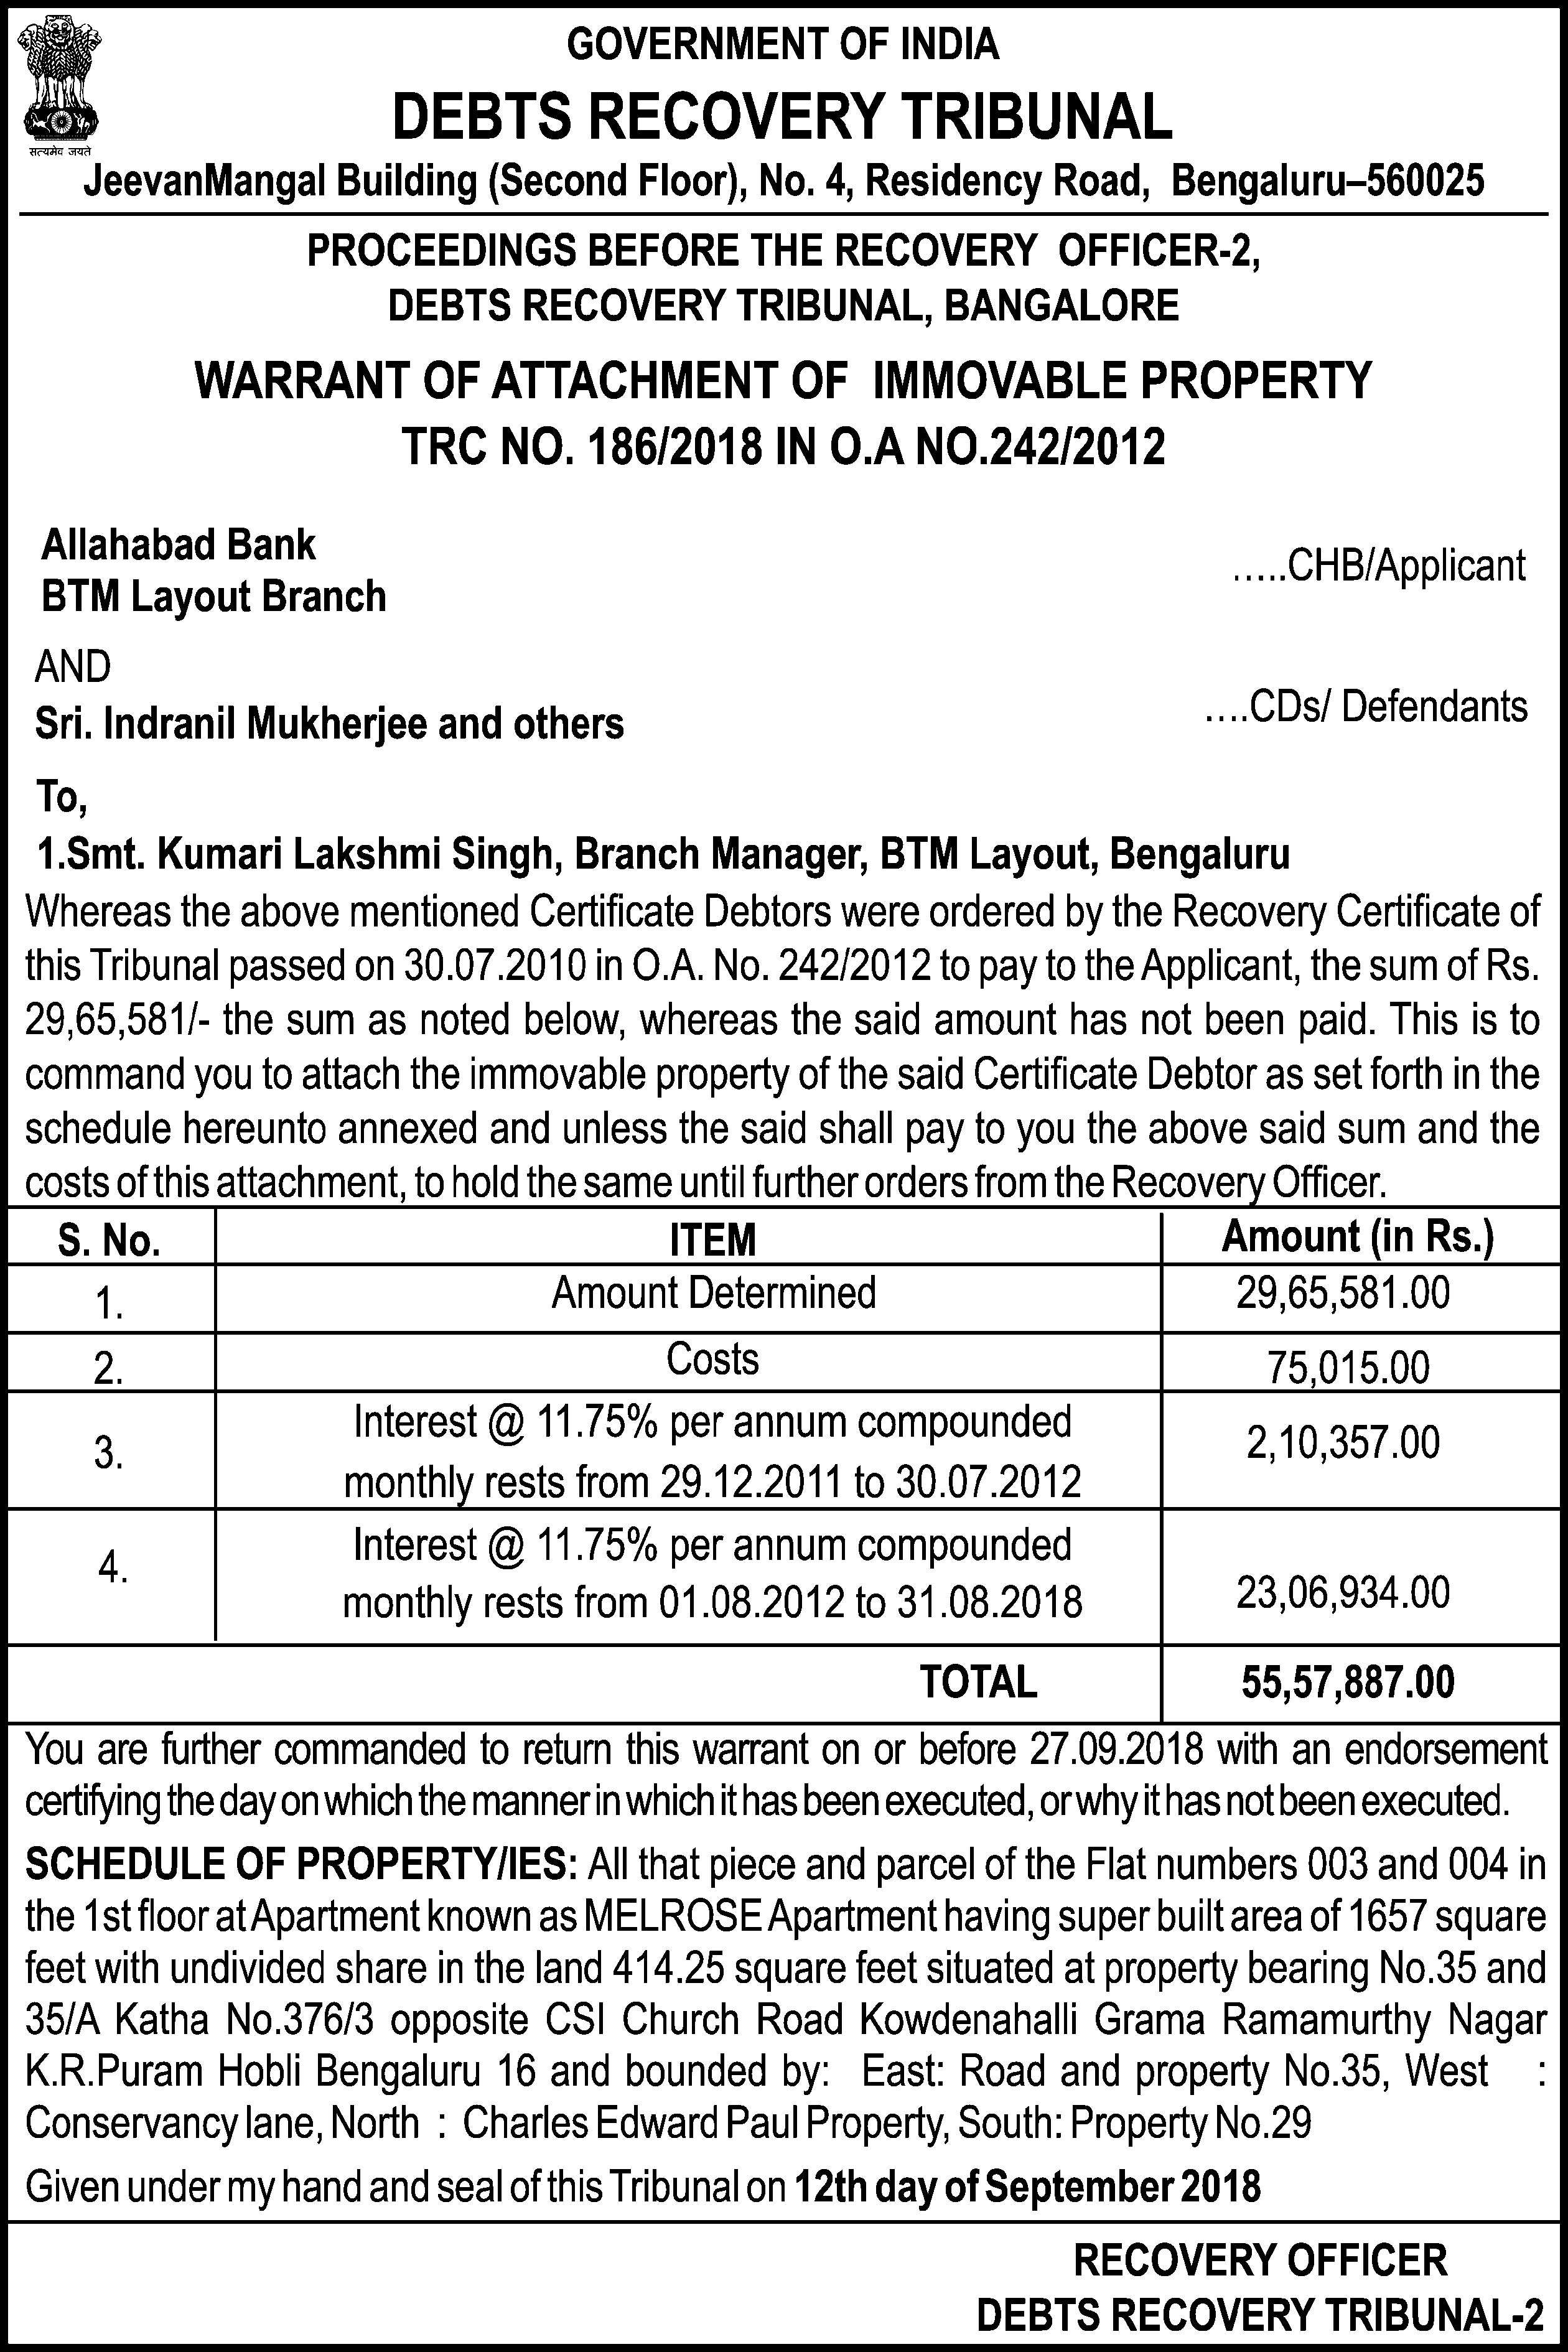 सत्यमेव जयते
GOVERNMENT OF INDIA
DEBTS RECOVERY TRIBUNAL
JeevanMangal Building (Second Floor), No. 4, Residency Road, Bengaluru–560025
PROCEEDINGS BEFORE THE RECOVERY OFFICER-2,
DEBTS RECOVERY TRIBUNAL, BANGALORE
WARRANT OF ATTACHMENT OF IMMOVABLE PROPERTY
TRC NO. 186/2018 IN O.A NO.242/2012
Allahabad Bank
BTM Layout Branch
.....CHB/Applicant
AND
Sri. Indranil Mukherjee and others
....CDs/ Defendants
To,
1.Smt. Kumari Lakshmi Singh, Branch Manager, BTM Layout, Bengaluru
Whereas the above mentioned Certificate Debtors were ordered by the Recovery Certificate of
this Tribunal passed on 30.07.2010 in O.A. No. 242/2012 to pay to the Applicant, the sum of Rs.
29,65,581/- the sum as noted below, whereas the said amount has not been paid. This is to
command you to attach the immovable property of the said Certificate Debtor as set forth in the
schedule hereunto annexed and unless the said shall pay to you the above said sum and the
costs of this attachment, to hold the same until further orders from the Recovery Officer.
S. No. ITEM Amount (in Rs.)
1. Amount Determined 29,65,581.00
2. Costs 75,015.00
3. Interest @ 11.75% per annum compounded
monthly rests from 29.12.2011 to 30.07.2012 2,10,357.00
4. Interest @ 11.75% per annum compounded
monthly rests from 01.08.2012 to 31.08.2018 23,06,934.00
TOTAL 55,57,887.00
You are further commanded to return this warrant on or before 27.09.2018 with an endorsement
certifying the day on which the manner in which it has been executed, or why it has not been executed.
SCHEDULE OF PROPERTY/IES: All that piece and parcel of the Flat numbers 003 and 004 in
the 1st floor at Apartment known as MELROSE Apartment having super built area of 1657 square
feet with undivided share in the land 414.25 square feet situated at property bearing No.35 and
35/A Katha No.376/3 opposite CSI Church Road Kowdenahalli Grama Ramamurthy Nagar
K.R.Puram Hobli Bengaluru 16 and bounded by: East: Road and property No.35, West :
Conservancy lane, North : Charles Edward Paul Property, South: Property No.29
Given under my hand and seal of this Tribunal on 12th day of September 2018
RECOVERY OFFICER
DEBTS RECOVERY TRIBUNAL-2